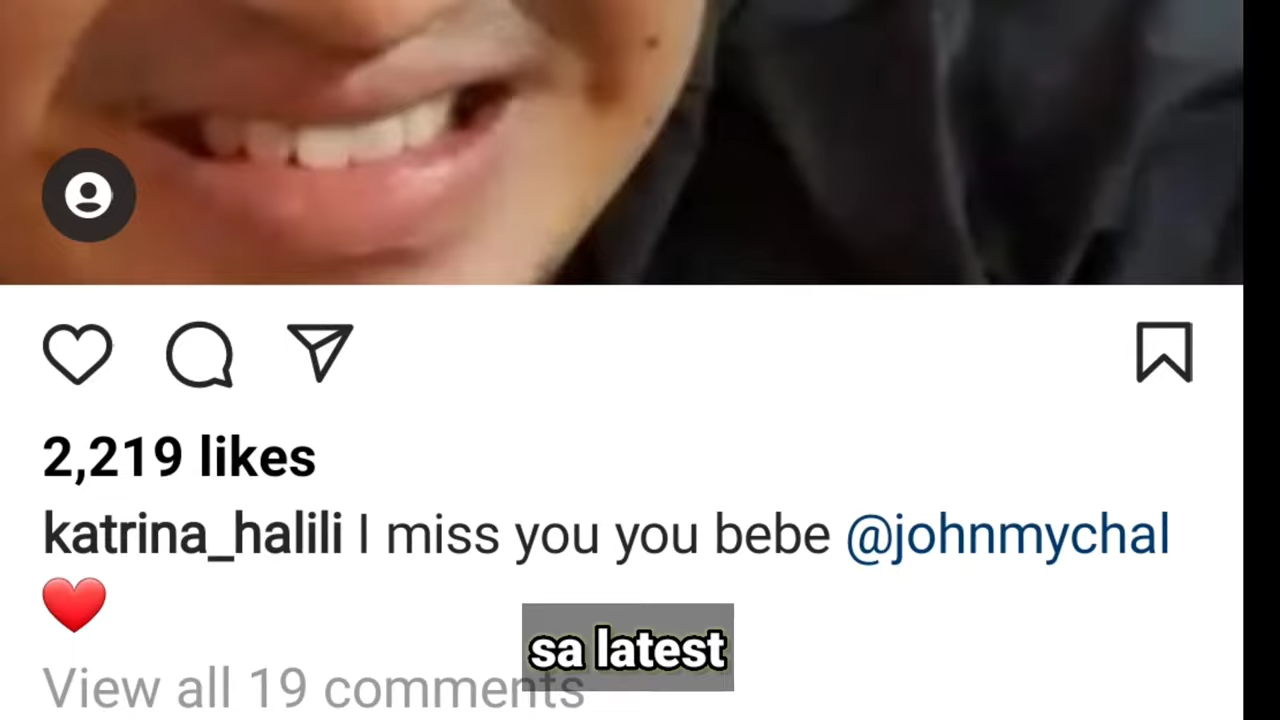 2,219 likes
katrina_halili I miss you you bebe @johnmychal
❤️
sa latest
View all 19 comments